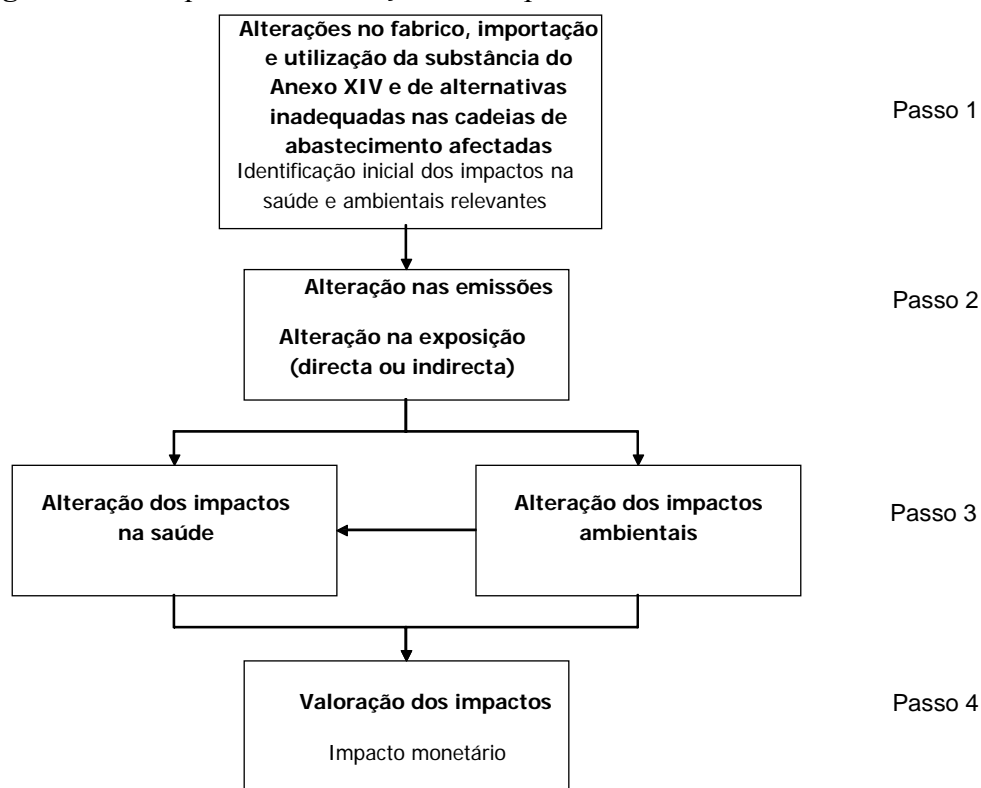 Alterações no fabrico, importação
e utilização da substância do
Anexo XIV e de alternativas
inadequadas nas cadeias de
abastecimento afectadas
Identificação inicial dos impactos na
saúde e ambientais relevantes
Passo 1
Alteração nas emissões
Alteração na exposição
(directa ou indirecta)
Passo 2
Alteração dos impactos
na saúde
Alteração dos impactos
ambientais
Passo 3
Valoração dos impactos
Impacto monetário
Passo 4